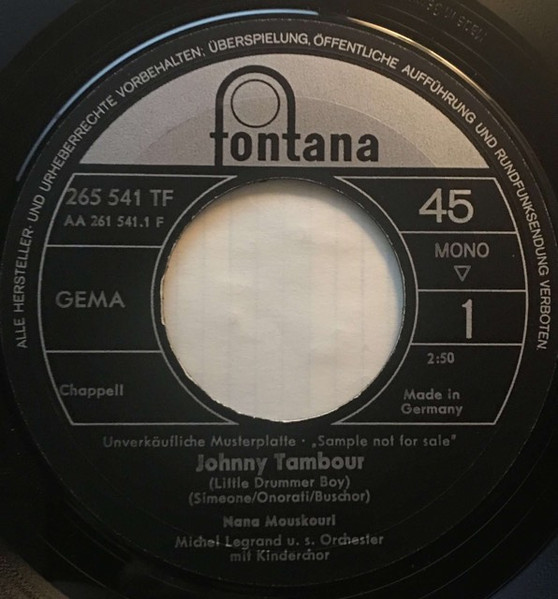 ALLE HERSTELLER- UND URHEBERRECHTE VORBEHALTEN; ÜBERSPIELUNG, ÖFFENTLICHE AUFFÜHRUNG UND RUNDFUNKSENDUNG VERBOTEN.
fontana
265 541 TF
AA 261 541.1 F
45
MONO
GEMA
1
2:50
Chappell
Made in
Germany
Unverkäufliche Musterplatte · „Sample not for sale"
Johnny Tambour
(Little Drummer Boy)
(Simeone/Onorati/Buschor)
Nana Mouskouri
Michel Legrand u. s. Orchester
mit Kinderchor